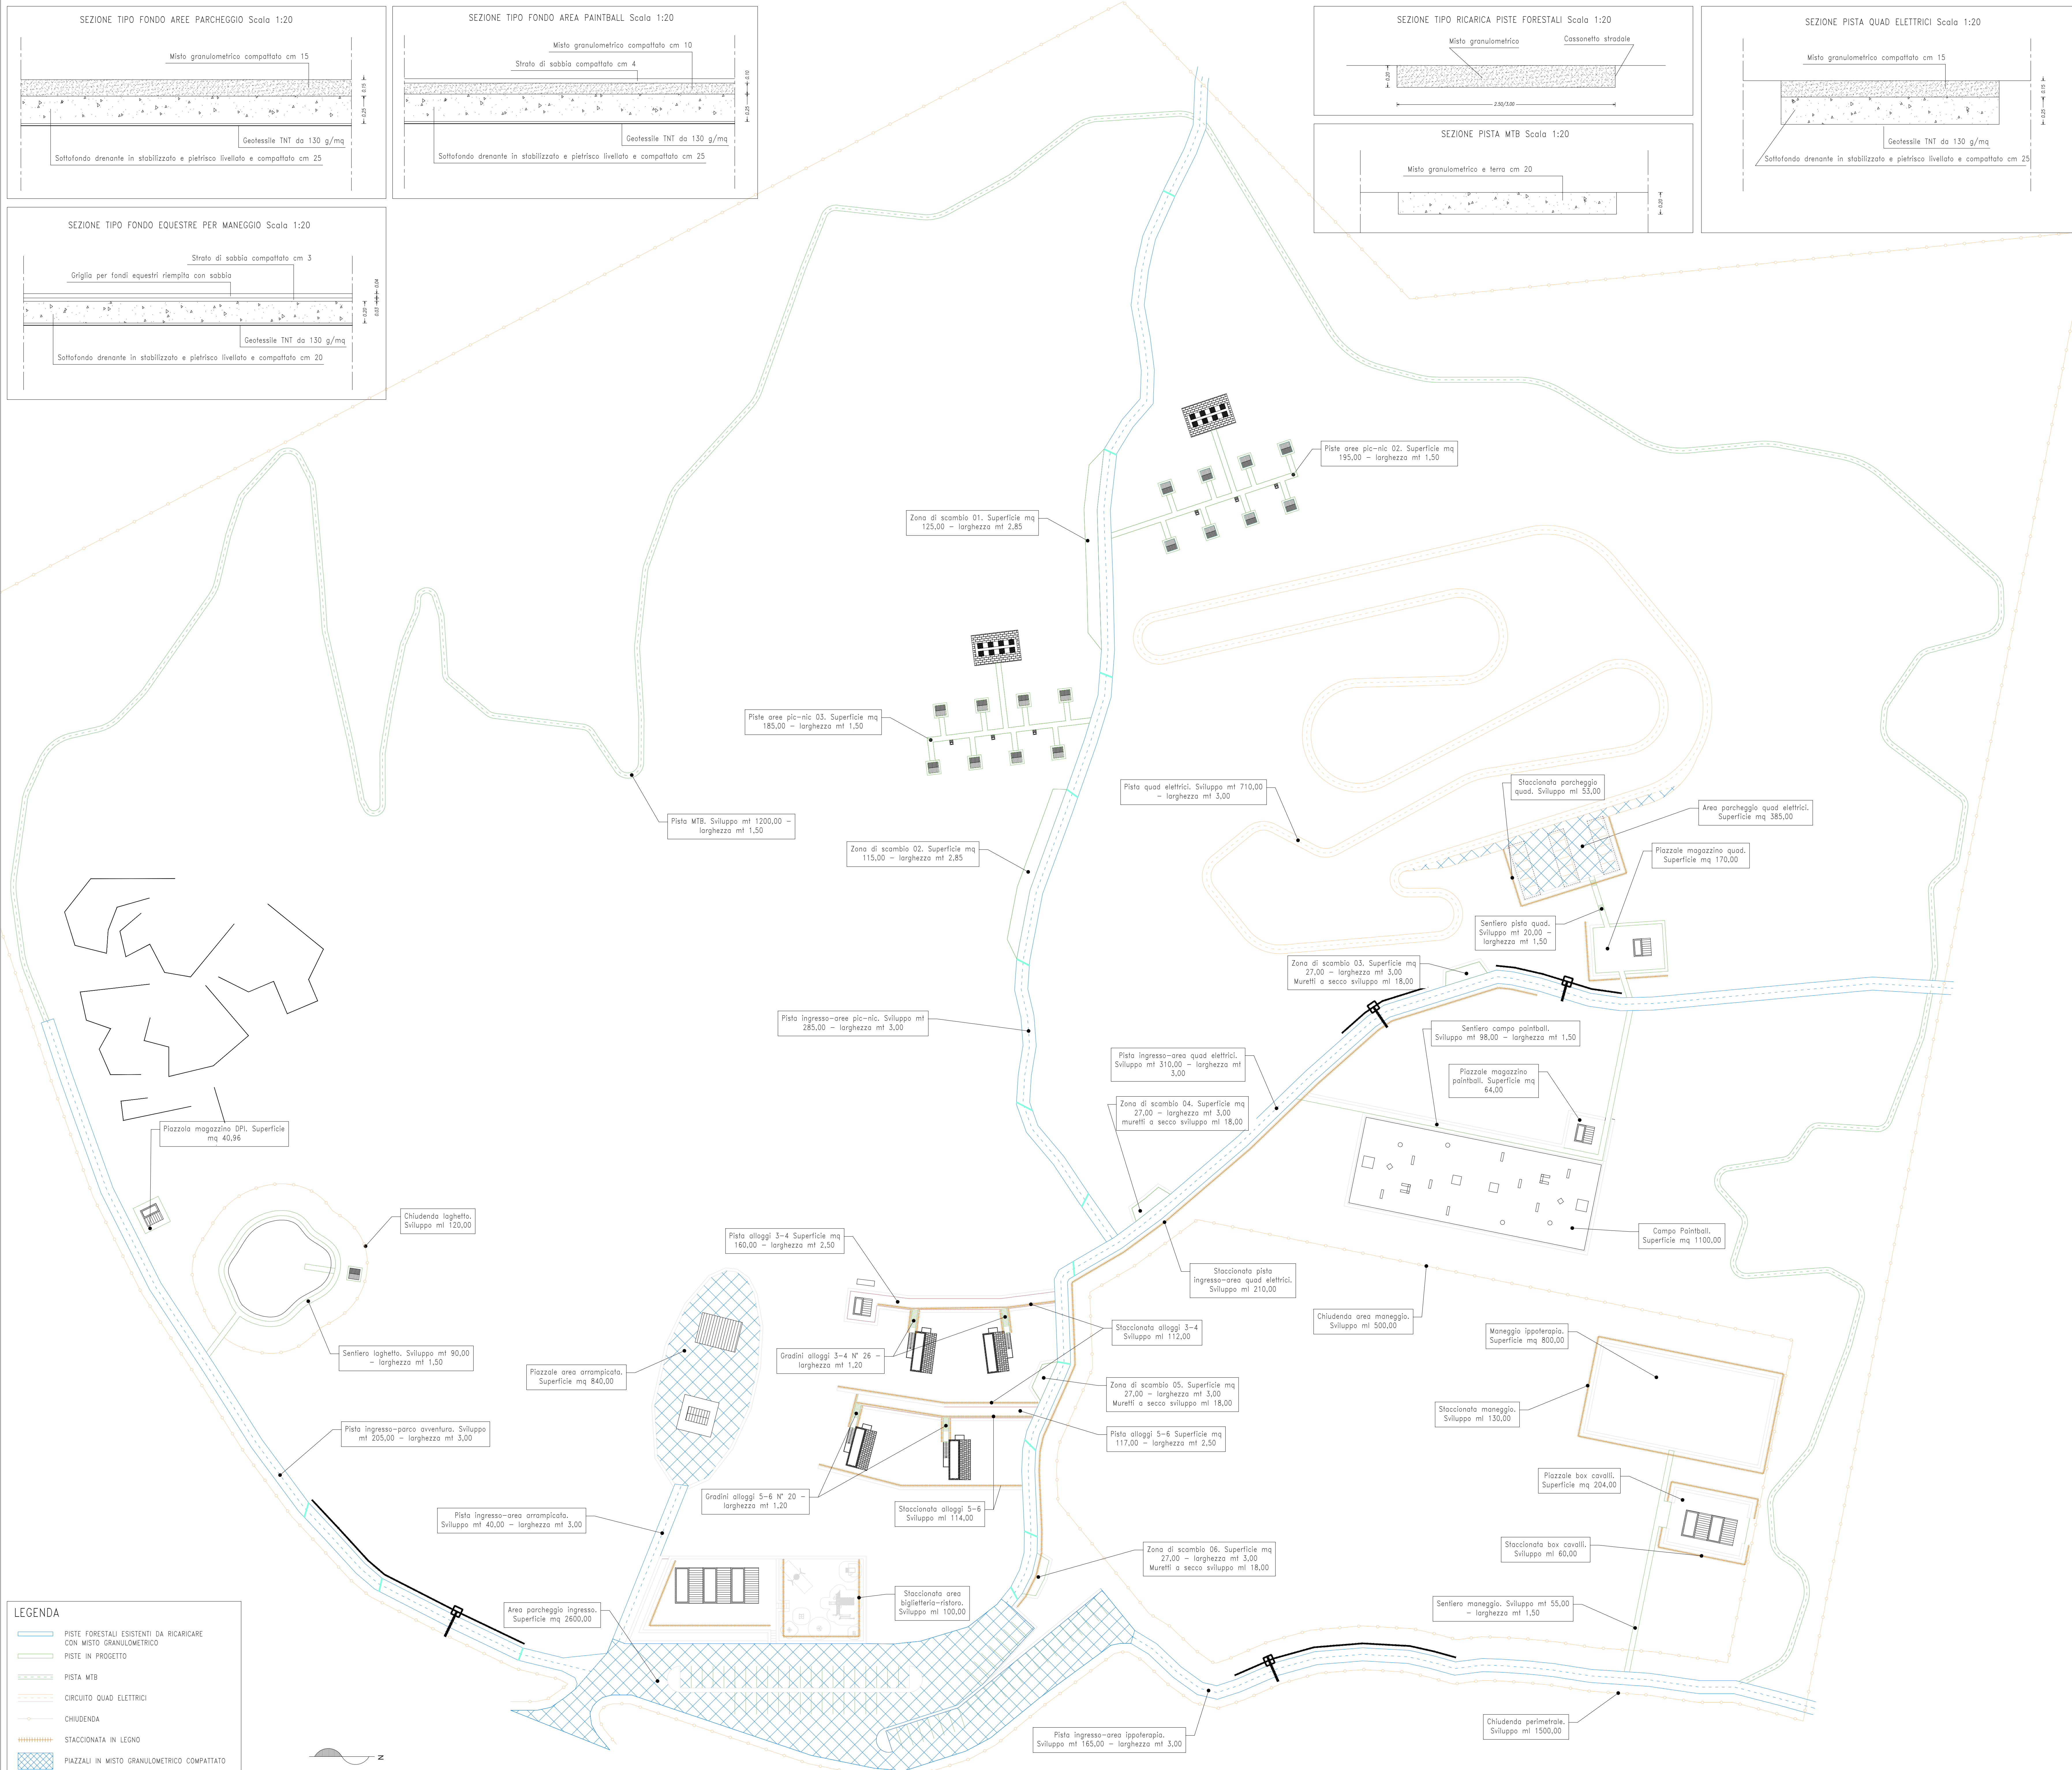 SEZIONE TIPO FONDO AREE PARCHEGGIO Scala 1:20
Misto granulometrico compattato cm 15
0.15
0.25
Geotessile TNT da 130 g/mq
Sottofondo drenante in stabilizzato e pietrisco livellato e compattato cm 25
SEZIONE TIPO FONDO AREA PAINTBALL Scala 1:20
Misto granulometrico compattato cm 10
Strato di sabbia compattato cm 4
0.10
0.25
Geotessile TNT da 130 g/mq
Sottofondo drenante in stabilizzato e pietrisco livellato e compattato cm 25
SEZIONE TIPO RICARICA PISTE FORESTALI Scala 1:20
Misto granulometrico
Cassonetto stradale
0.20
2.50/3.00
SEZIONE PISTA MTB Scala 1:20
Misto granulometrico e terra cm 20
0.20
SEZIONE PISTA QUAD ELETTRICI Scala 1:20
Misto granulometrico compattato cm 15
0.15
0.25
Geotessile TNT da 130 g/mq
Sottofondo drenante in stabilizzato e pietrisco livellato e compattato cm 25
SEZIONE TIPO FONDO EQUESTRE PER MANEGGIO Scala 1:20
Strato di sabbia compattato cm 3
Griglia per fondi equestri riempita con sabbia
0.04
0.03
0.20
Geotessile TNT da 130 g/mq
Sottofondo drenante in stabilizzato e pietrisco livellato e compattato cm 20
Piste aree pic-nic 02. Superficie mq
195,00 - larghezza mt 1,50
Zona di scambio 01. Superficie mq
125,00 - larghezza mt 2,85
Piste aree pic-nic 03. Superficie mq
185,00 - larghezza mt 1,50
Pista MTB. Sviluppo mt 1200,00 -
larghezza mt 1,50
Zona di scambio 02. Superficie mq
115,00 - larghezza mt 2,85
Pista quad elettrici. Sviluppo mt 710,00
- larghezza mt 3,00
Staccionata parcheggio
quad. Sviluppo ml 53,00
Area parcheggio quad elettrici.
Superficie mq 385,00
Piazzale magazzino quad.
Superficie mq 170,00
Sentiero pista quad.
Sviluppo mt 20,00 -
larghezza mt 1,50
Zona di scambio 03. Superficie mq
27,00 - larghezza mt 3,00
Muretti a secco sviluppo ml 18,00
Pista ingresso-aree pic-nic. Sviluppo mt
285,00 - larghezza mt 3,00
Sentiero campo paintball.
Sviluppo mt 98,00 - larghezza mt 1,50
Pista ingresso-area quad elettrici.
Sviluppo mt 310,00 - larghezza mt
3,00
Piazzale magazzino
paintball. Superficie mq
64,00
Zona di scambio 04. Superficie mq
27,00 - larghezza mt 3,00
muretti a secco sviluppo ml 18,00
Piazzola magazzino DPI. Superficie
mq 40,96
Chiudenda laghetto.
Sviluppo ml 120,00
Pista alloggi 3-4 Superficie mq
160,00 - larghezza mt 2,50
Campo Paintball.
Superficie mq 1100,00
Staccionata pista
ingresso-area quad elettrici.
Sviluppo ml 210,00
Chiudenda area maneggio.
Sviluppo ml 500,00
Staccionata alloggi 3-4
Sviluppo ml 112,00
Maneggio ippoterapia.
Superficie mq 800,00
Sentiero laghetto. Sviluppo mt 90,00
- larghezza mt 1,50
Gradini alloggi 3-4 N° 26 -
larghezza mt 1,20
Piazzale area arrampicata.
Superficie mq 840,00
Zona di scambio 05. Superficie mq
27,00 - larghezza mt 3,00
Muretti a secco sviluppo ml 18,00
Staccionata maneggio.
Sviluppo ml 130,00
Pista ingresso-parco avventura. Sviluppo
mt 205,00 - larghezza mt 3,00
Pista alloggi 5-6 Superficie mq
117,00 - larghezza mt 2,50
Piazzale box cavalli.
Superficie mq 204,00
Gradini alloggi 5-6 N° 20 -
larghezza mt 1,20
Staccionata alloggi 5-6
Sviluppo ml 114,00
Pista ingresso-area arrampicata.
Sviluppo mt 40,00 - larghezza mt 3,00
Staccionata box cavalli.
Sviluppo ml 60,00
Zona di scambio 06. Superficie mq
27,00 - larghezza mt 3,00
Muretti a secco sviluppo ml 18,00
Staccionata area
biglietteria-ristoro.
Sviluppo ml 100,00
Area parcheggio ingresso.
Superficie mq 2600,00
Sentiero maneggio. Sviluppo mt 55,00
- larghezza mt 1,50
Pista ingresso-area ippoterapia.
Sviluppo mt 165,00 - larghezza mt 3,00
Chiudenda perimetrale.
Sviluppo ml 1500,00
LEGENDA
PISTE FORESTALI ESISTENTI DA RICARICARE
CON MISTO GRANULOMETRICO
PISTE IN PROGETTO
PISTA MTB
CIRCUITO QUAD ELETTRICI
CHIUDENDA
STACCIONATA IN LEGNO
PIAZZALI IN MISTO GRANULOMETRICO COMPATTATO
N